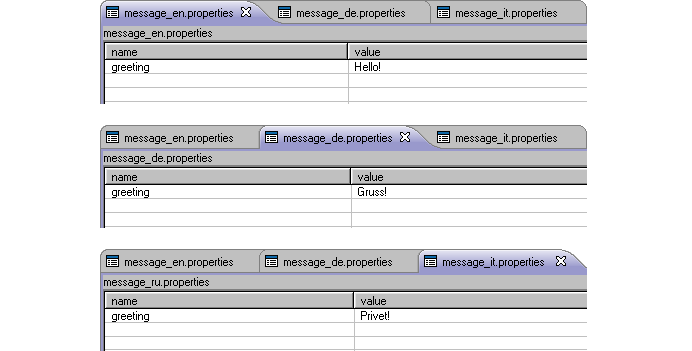 message_en.properties message_de.properties message_it.properties
message_en.properties
name value
greeting Hello!
message_en.properties message_de.properties message_it.properties
message_de.properties
name value
greeting Gruss!
message_en.properties message_de.properties message_it.properties
message_ru.properties
name value
greeting Privet!